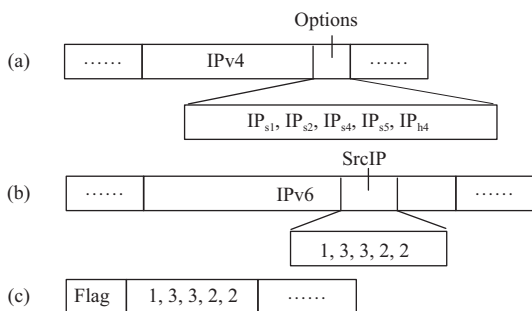 Options
(a) ...... IPv4 ......
IPs1, IPs2, IPs4, IPs5, IPh4
SrcIP
(b) ...... IPv6 ......
1, 3, 3, 2, 2
(c) Flag 1, 3, 3, 2, 2 ......